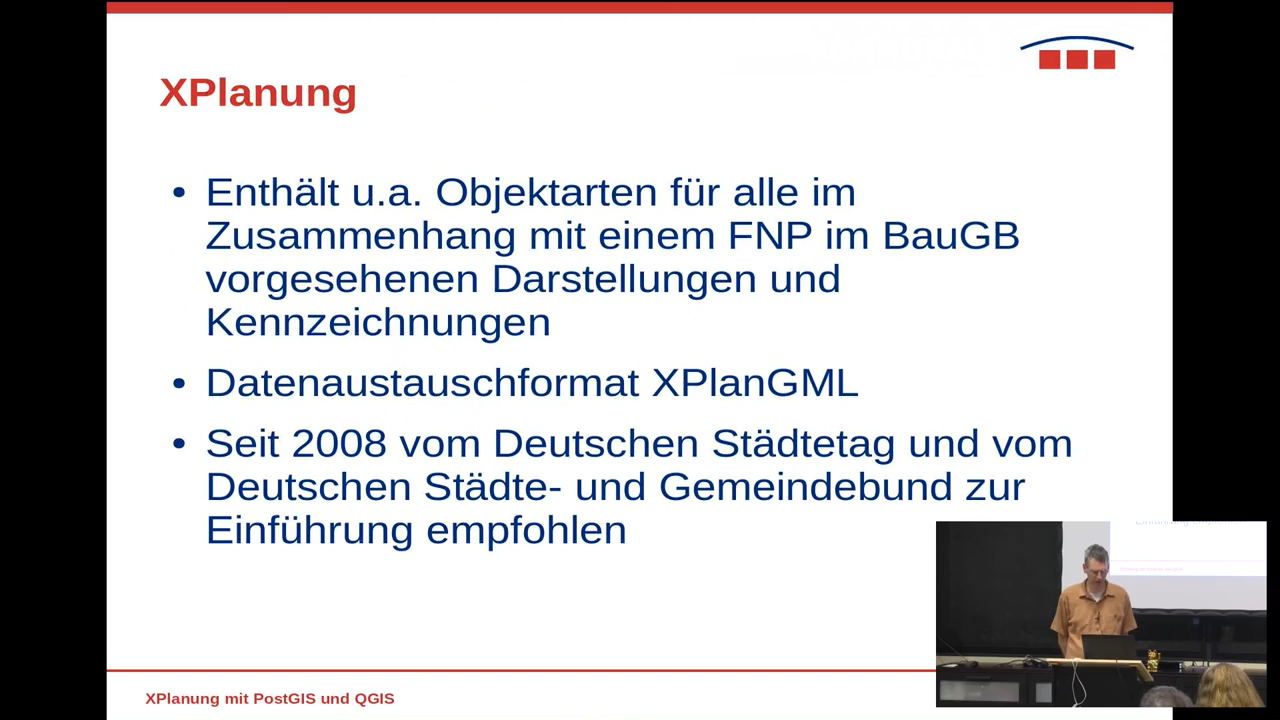 XPlanung
• Enthält u.a. Objektarten für alle im
Zusammenhang mit einem FNP im BauGB
vorgesehenen Darstellungen und
Kennzeichnungen
• Datenaustauschformat XPlanGML
• Seit 2008 vom Deutschen Städtetag und vom
Deutschen Städte- und Gemeindebund zur
Einführung empfohlen
XPlanung mit PostGIS und QGIS